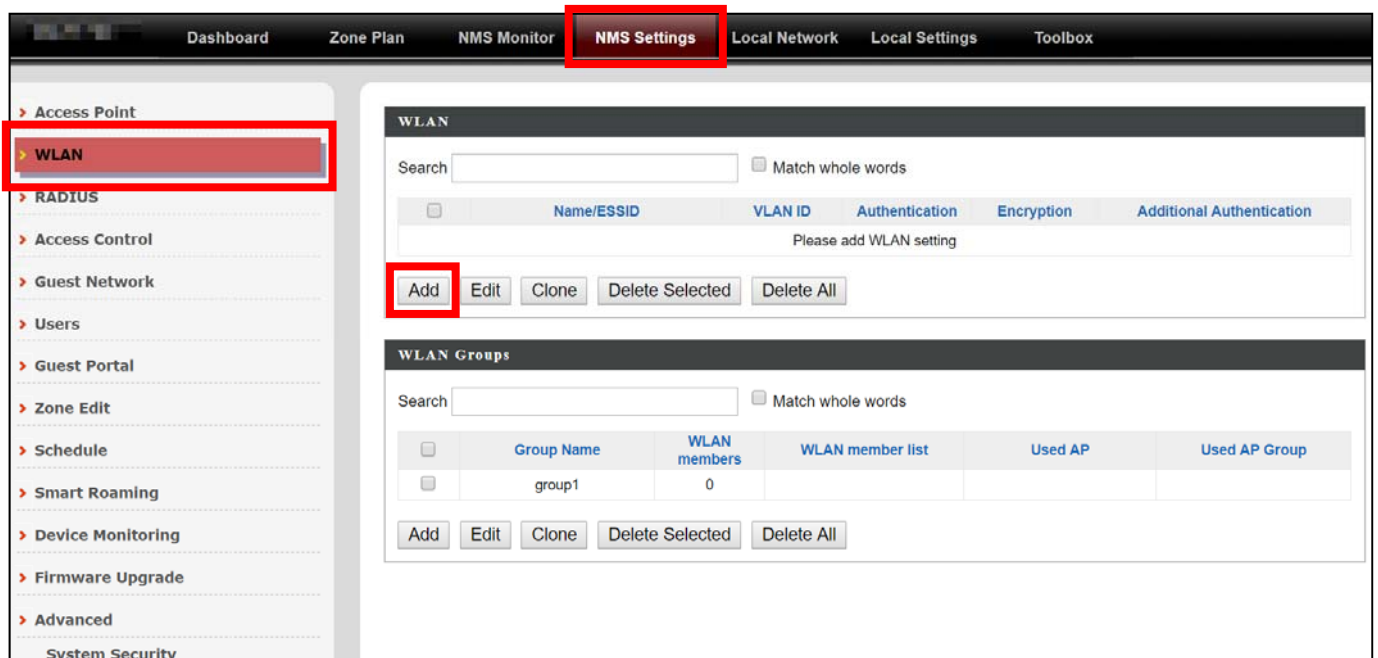 Dashboard Zone Plan NMS Monitor NMS Settings Local Network Local Settings Toolbox
Access Point
WLAN
RADIUS
Access Control
Guest Network
Users
Guest Portal
Zone Edit
Schedule
Smart Roaming
Device Monitoring
Firmware Upgrade
Advanced
System Security
WLAN
Search Match whole words
Name/ESSID VLAN ID Authentication Encryption Additional Authentication
Please add WLAN setting
Add Edit Clone Delete Selected Delete All
WLAN Groups
Search Match whole words
Group Name WLAN members WLAN member list Used AP Used AP Group
group1 0
Add Edit Clone Delete Selected Delete All